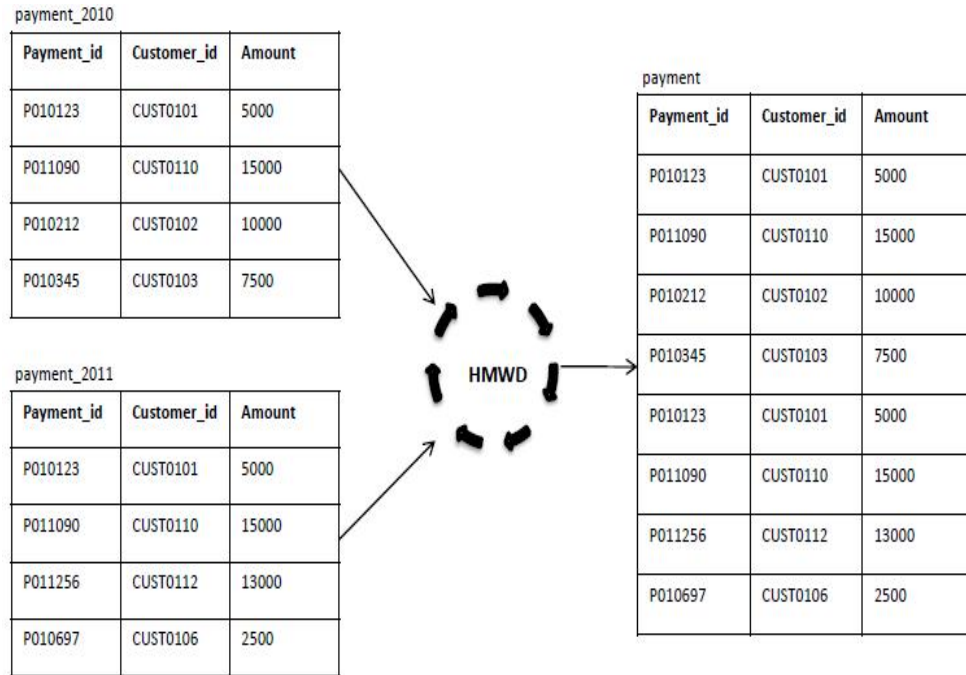 payment_2010
Payment_id Customer_id Amount
P010123 CUST0101 5000
P011090 CUST0110 15000
P010212 CUST0102 10000
P010345 CUST0103 7500
payment_2011
Payment_id Customer_id Amount
P010123 CUST0101 5000
P011090 CUST0110 15000
P011256 CUST0112 13000
P010697 CUST0106 2500
HMWD
payment
Payment_id Customer_id Amount
P010123 CUST0101 5000
P011090 CUST0110 15000
P010212 CUST0102 10000
P010345 CUST0103 7500
P010123 CUST0101 5000
P011090 CUST0110 15000
P011256 CUST0112 13000
P010697 CUST0106 2500